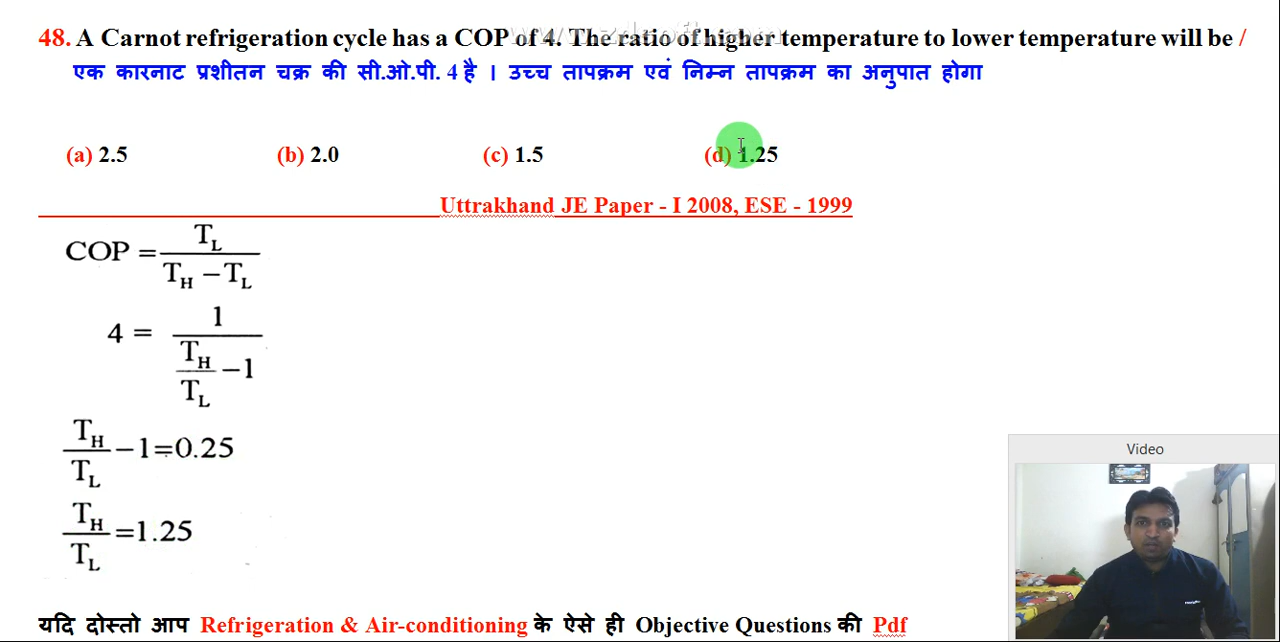 48. A Carnot refrigeration cycle has a COP of 4. The ratio of higher temperature to lower temperature will be /
एक कारनाट प्रशीतन चक्र की सी.ओ.पी. 4 है । उच्च तापक्रम एवं निम्न तापक्रम का अनुपात होगा
(a) 2.5 (b) 2.0 (c) 1.5 (d) 1.25
Uttrakhand JE Paper - I 2008, ESE - 1999
COP = T_L / (T_H − T_L)
4 = 1 / (T_H / T_L − 1)
T_H / T_L − 1=0.25
T_H / T_L =1.25
Video
यदि दोस्तो आप Refrigeration & Air-conditioning के ऐसे ही Objective Questions की Pdf